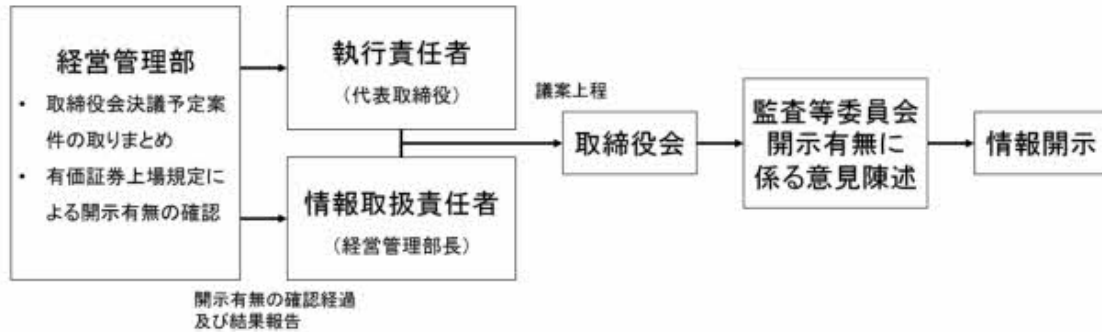 経営管理部
• 取締役会決議予定案
件の取りまとめ
• 有価証券上場規定に
よる開示有無の確認
開示有無の確認経過
及び結果報告
執行責任者
（代表取締役）
情報取扱責任者
（経営管理部長）
議案上程
取締役会
監査等委員会
開示有無に
係る意見陳述
情報開示